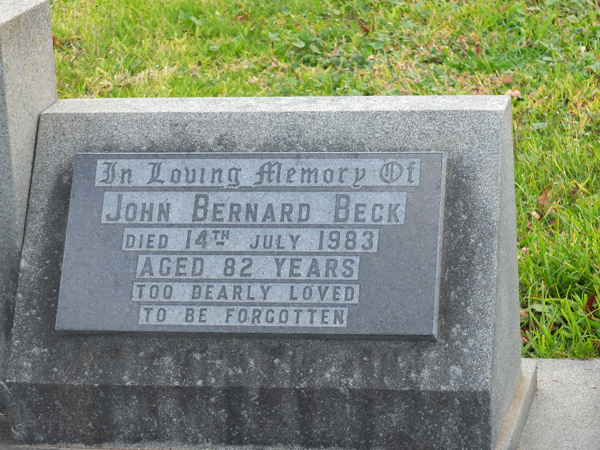 In Loving Memory Of
JOHN BERNARD BECK
DIED 14TH JULY 1983
AGED 82 YEARS
TOO DEARLY LOVED
TO BE FORGOTTEN